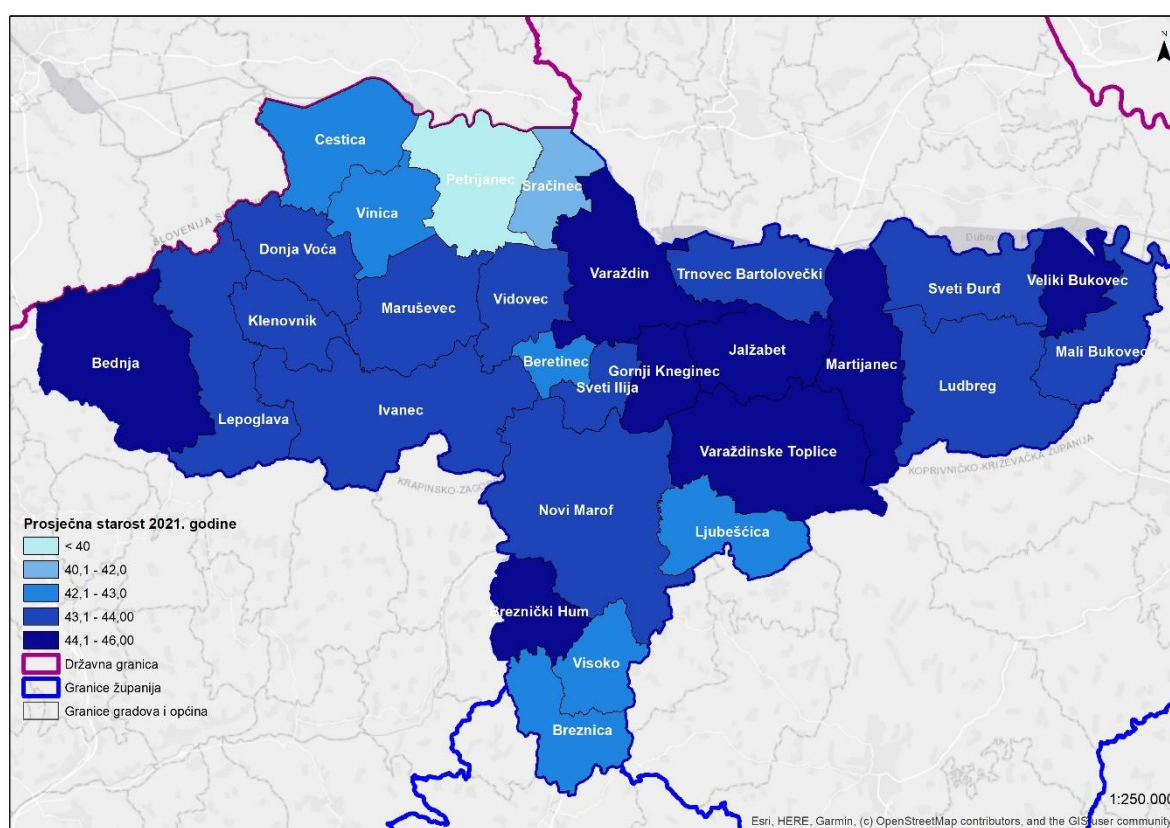 N
Cestica
Petrijanec
Sračinec
Vinica
SLOVENIJA
Donja Voća
Dubra
Varaždin
Trnovec Bartolovečki
Veliki Bukovec
Sveti Đurđ
Vidovec
Maruševec
Klenovnik
Jalžabet
Mali Bukovec
Beretinec
Bednja
Martijanec
Gornji Kneginec
Ludbreg
Sveti Ilija
Ivanec
Lepoglava
Varaždinske Toplice
KOPRIVNIČKO-KRIŽEVAČKA ŽUPANIJA
KRAPINSKO-ZAGO
Novi Marof
Ljubešćica
Prosječna starost 2021. godine
< 40
40,1 - 42,0
42,1 - 43,0
43,1 - 44,00
44,1 - 46,00
Državna granica
Granice županija
Granice gradova i općina
Breznički Hum
Visoko
Breznica
1:250.000
Esri, HERE, Garmin, (c) OpenStreetMap contributors, and the GIS user community